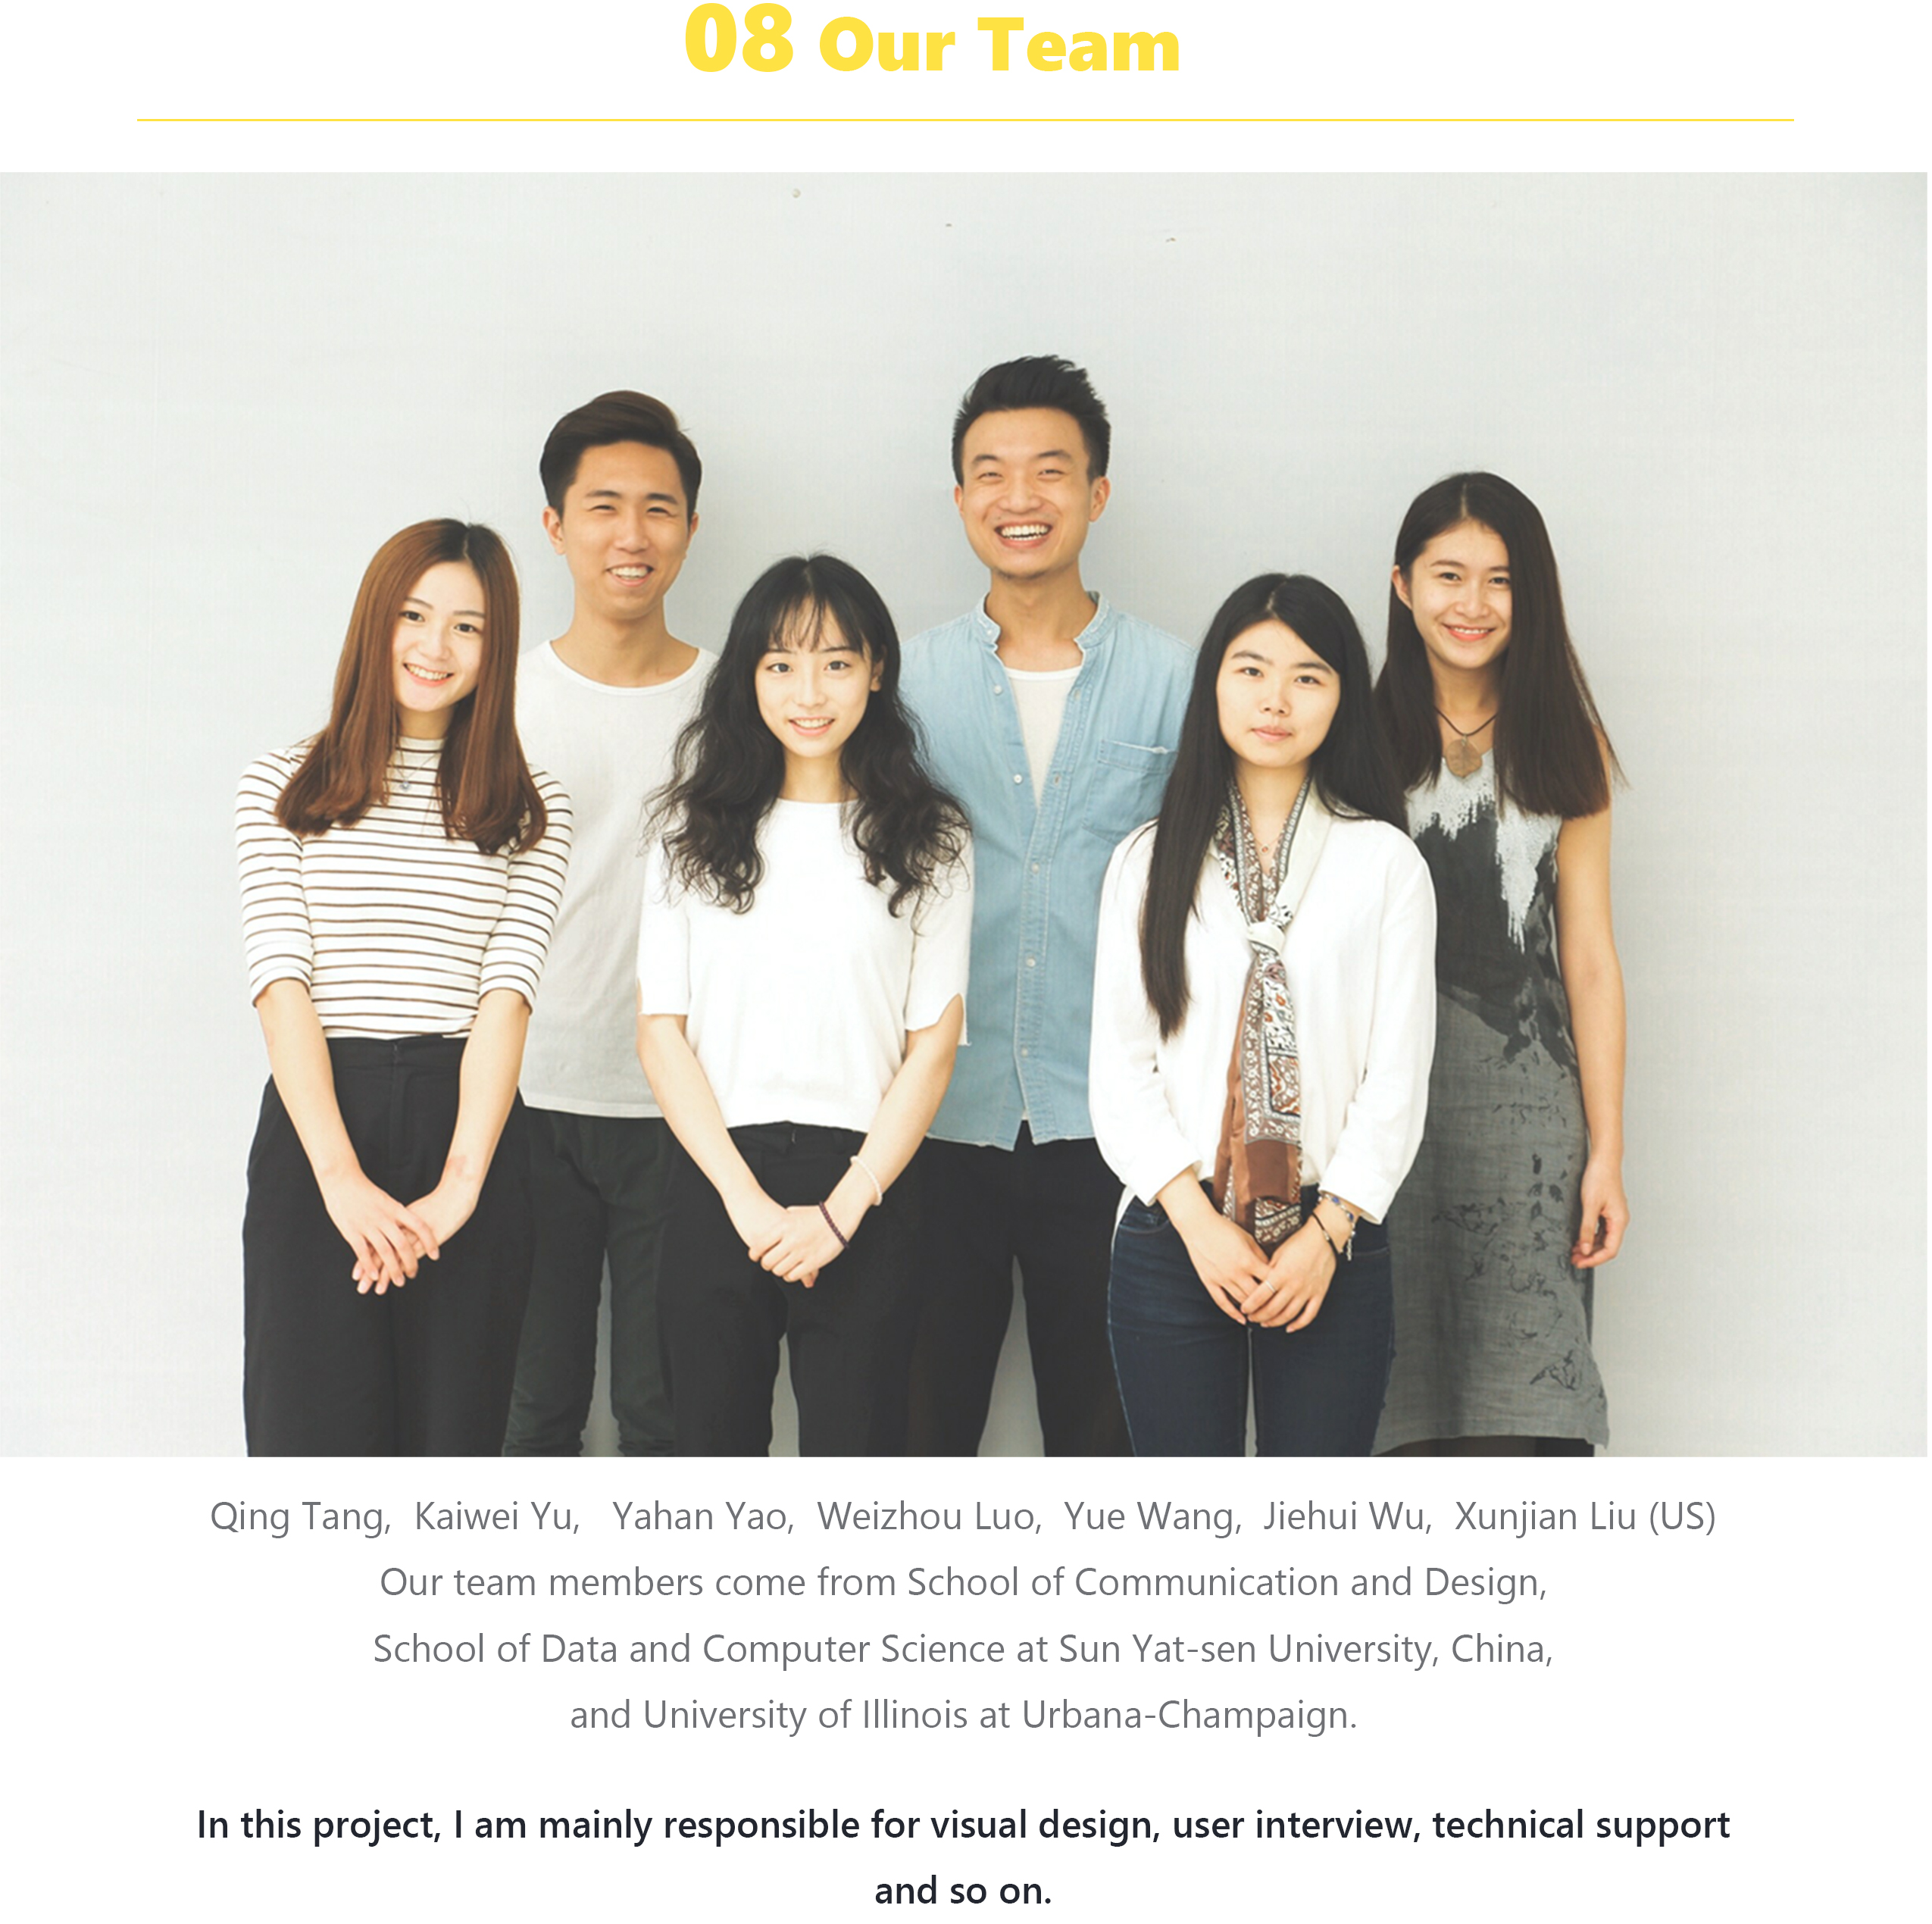 08 Our Team
Qing Tang, Kaiwei Yu, Yahan Yao, Weizhou Luo, Yue Wang, Jiehui Wu, Xunjian Liu (US)
Our team members come from School of Communication and Design,
School of Data and Computer Science at Sun Yat-sen University, China,
and University of Illinois at Urbana-Champaign.
In this project, I am mainly responsible for visual design, user interview, technical support
and so on.